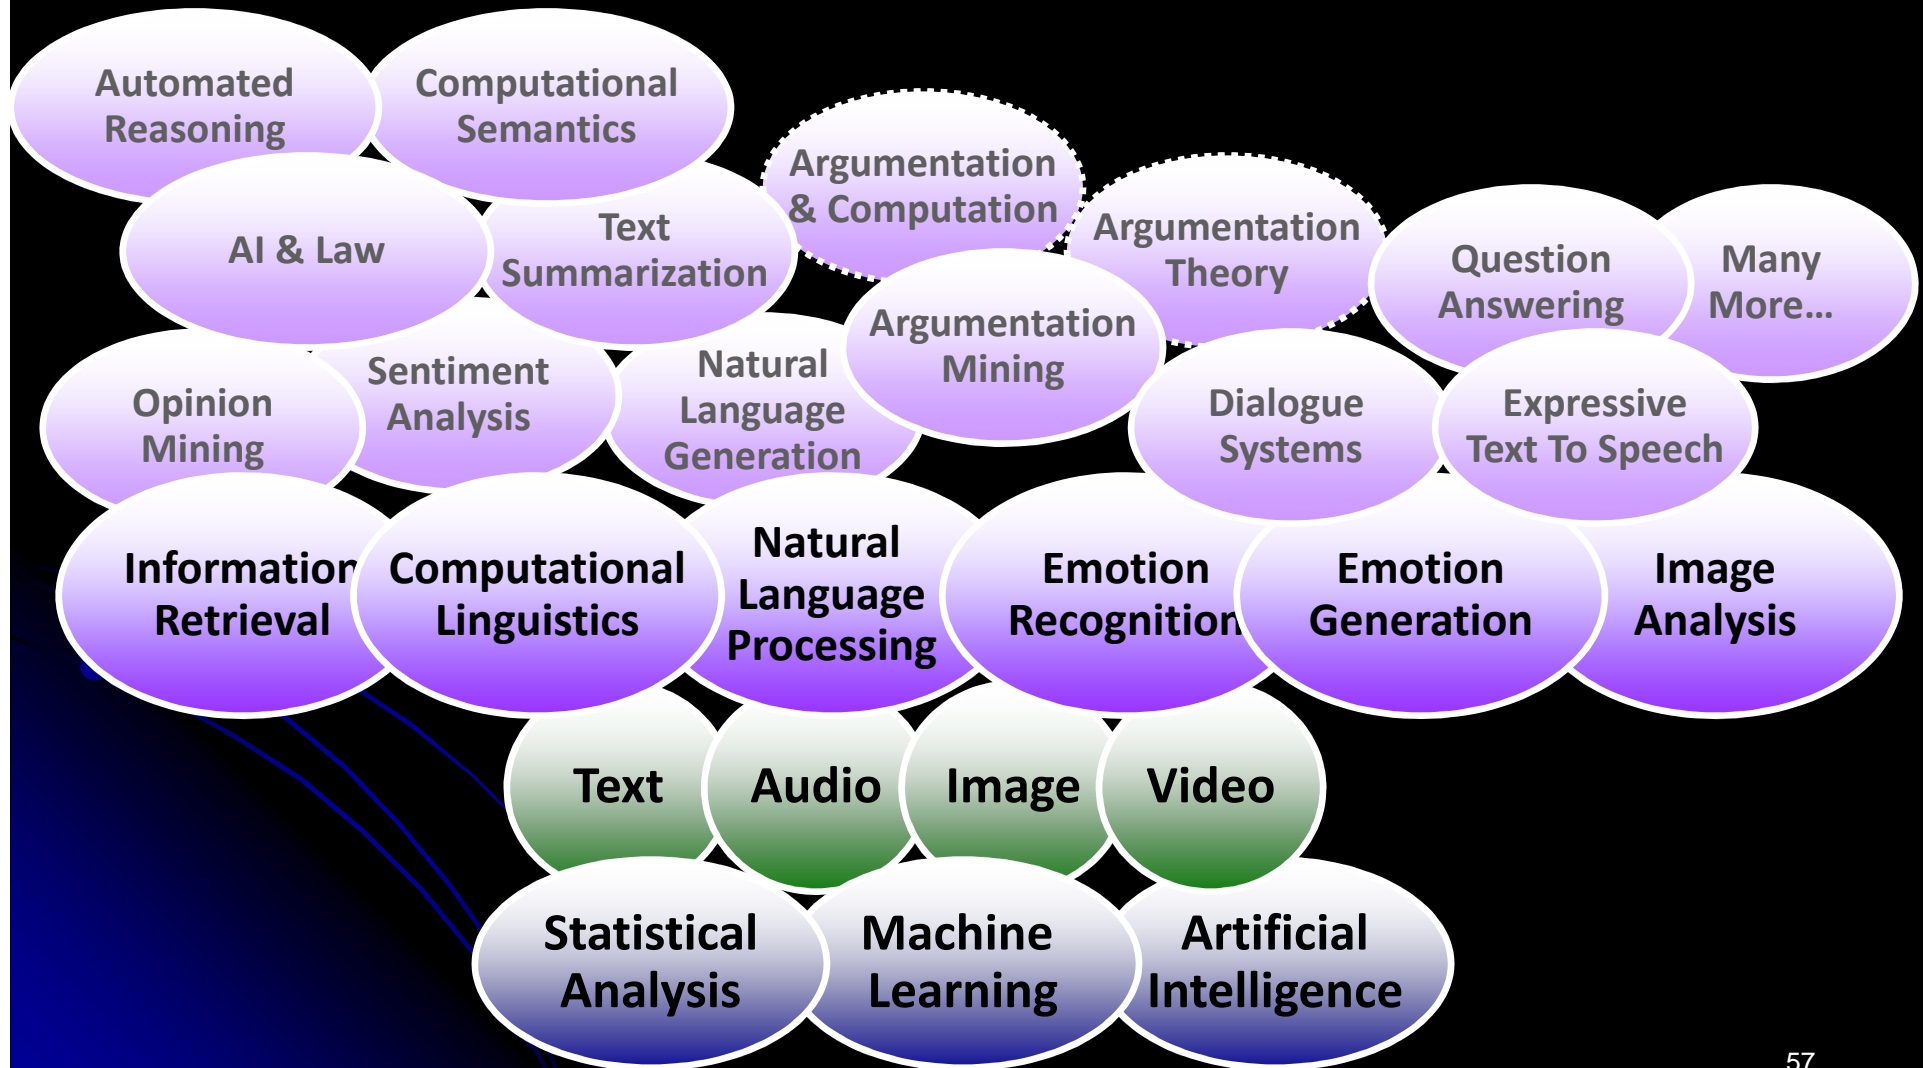 Automated
Reasoning
Computational
Semantics
Argumentation
& Computation
Argumentation
Theory
AI & Law
Text
Summarization
Question
Answering
Many
More…
Argumentation
Mining
Opinion
Mining
Sentiment
Analysis
Natural
Language
Generation
Dialogue
Systems
Expressive
Text To Speech
Information
Retrieval
Computational
Linguistics
Natural
Language
Processing
Emotion
Recognition
Emotion
Generation
Image
Analysis
Text
Audio
Image
Video
Statistical
Analysis
Machine
Learning
Artificial
Intelligence
57